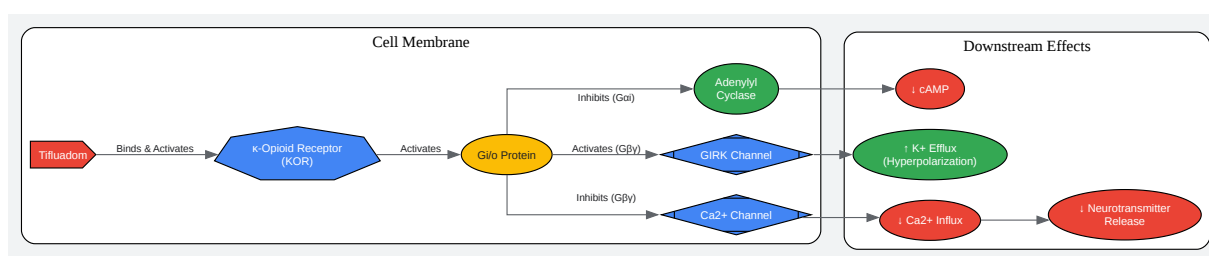 Cell Membrane
Downstream Effects
Tifluadom
Binds & Activates
κ-Opioid Receptor
(KOR)
Activates
Gi/o Protein
Inhibits (Gαi)
Adenylyl
Cyclase
↓ cAMP
Activates (Gβγ)
GIRK Channel
↑ K+ Efflux
(Hyperpolarization)
Inhibits (Gβγ)
Ca2+ Channel
↓ Ca2+ Influx
↓ Neurotransmitter
Release